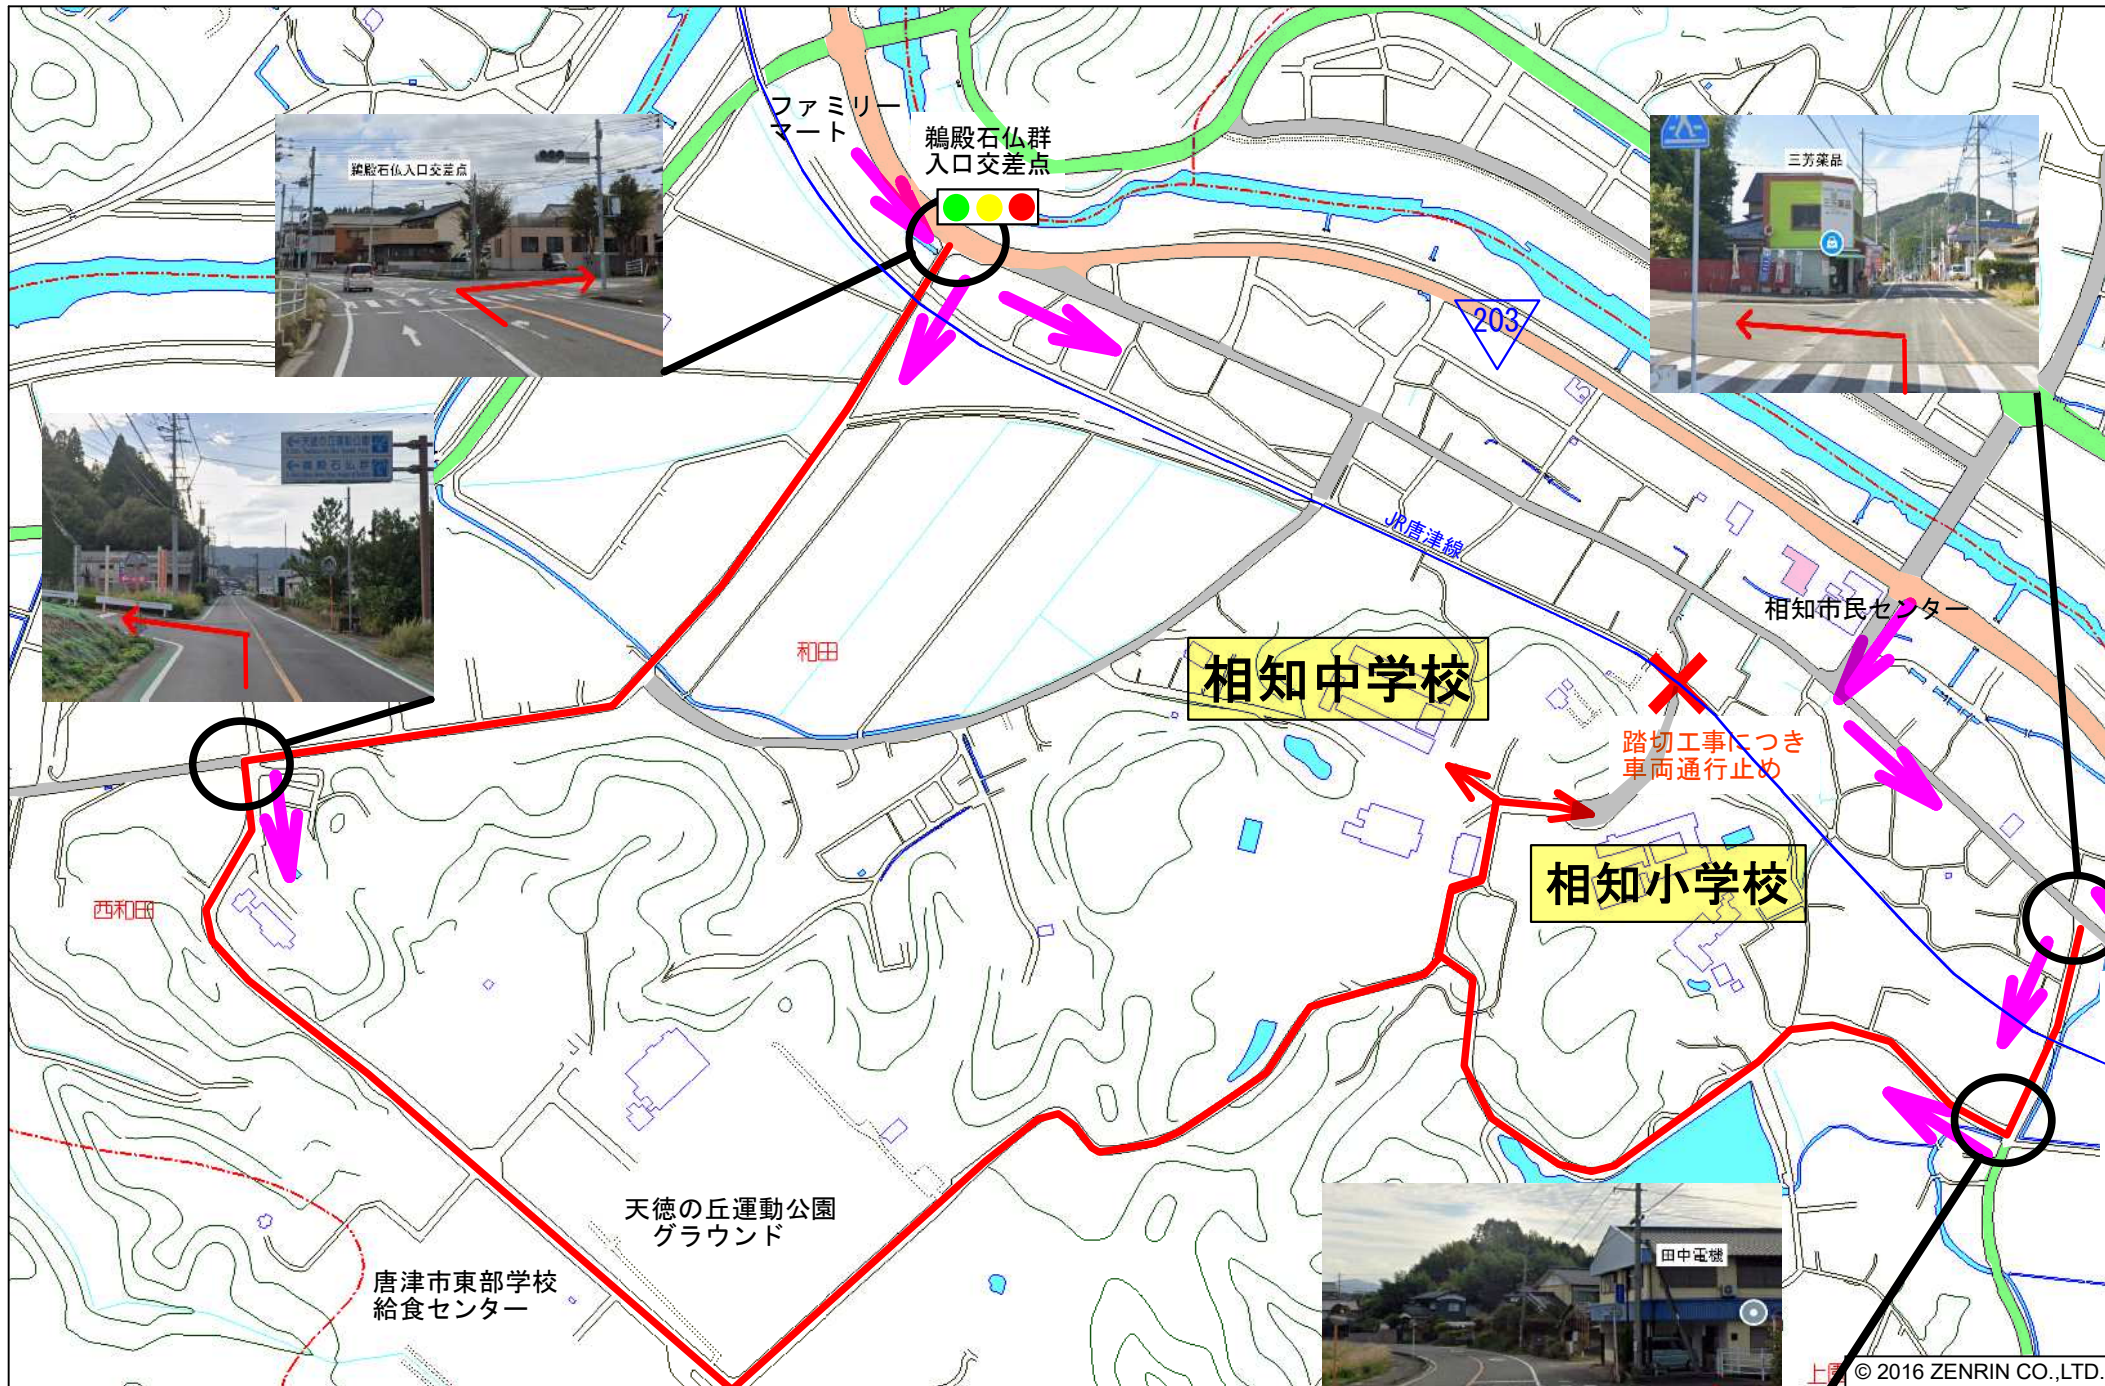 ファミリー
マート
鵜殿石仏群
入口交差点
鵜殿石仏入口交差点
三芳薬品
203
JR唐津線
和田
相知市民センター
相知中学校
踏切工事につき
車両通行止め
相知小学校
西和田
天徳の丘運動公園
グラウンド
唐津市東部学校
給食センター
田中電機
© 2016 ZENRIN CO.,LTD.